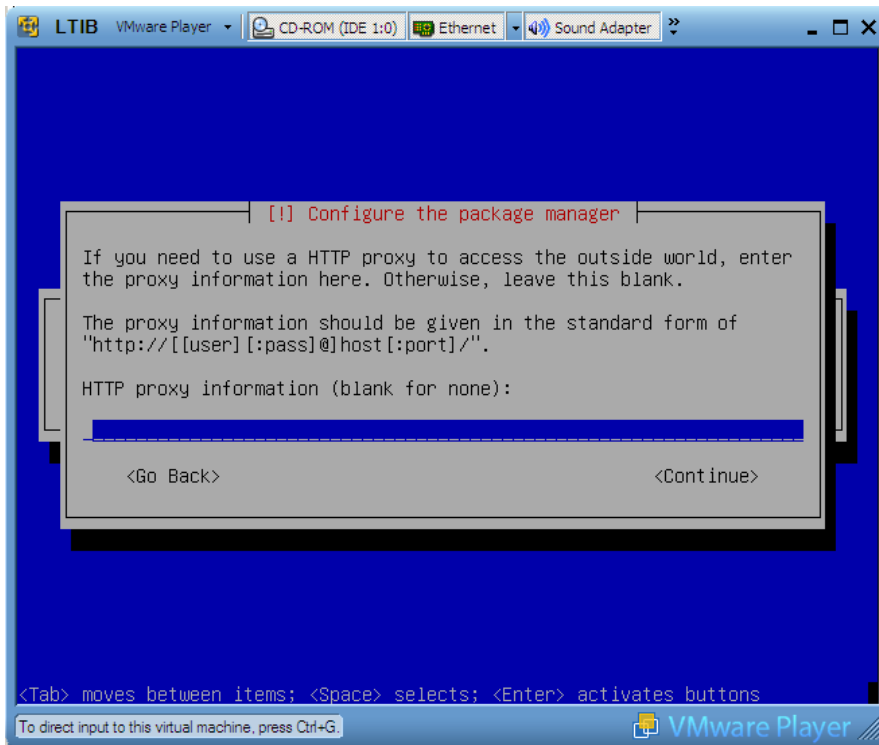 LTIB VMware Player CD-ROM (IDE 1:0) Ethernet Sound Adapter
[!] Configure the package manager
If you need to use a HTTP proxy to access the outside world, enter
the proxy information here. Otherwise, leave this blank.
The proxy information should be given in the standard form of
"http://[[user][:pass]@]host[:port]/".
HTTP proxy information (blank for none):
<Go Back> <Continue>
<Tab> moves between items; <Space> selects; <Enter> activates buttons
To direct input to this virtual machine, press Ctrl+G. VMware Player